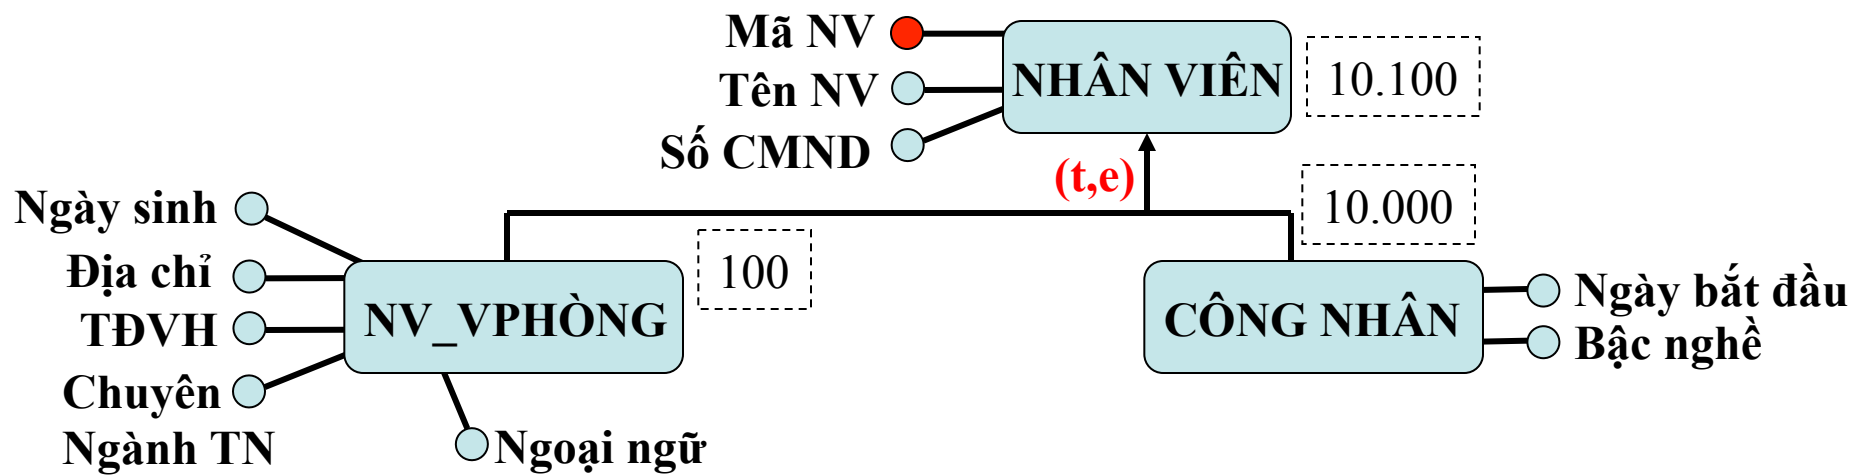 Mã NV
NHÂN VIÊN
10.100
Tên NV
Số CMND
(t,e)
10.000
Ngày sinh
100
Địa chỉ
NV_VPHÒNG
CÔNG NHÂN
Ngày bắt đầu
TĐVH
Bậc nghề
Chuyên
Ngành TN
Ngoại ngữ